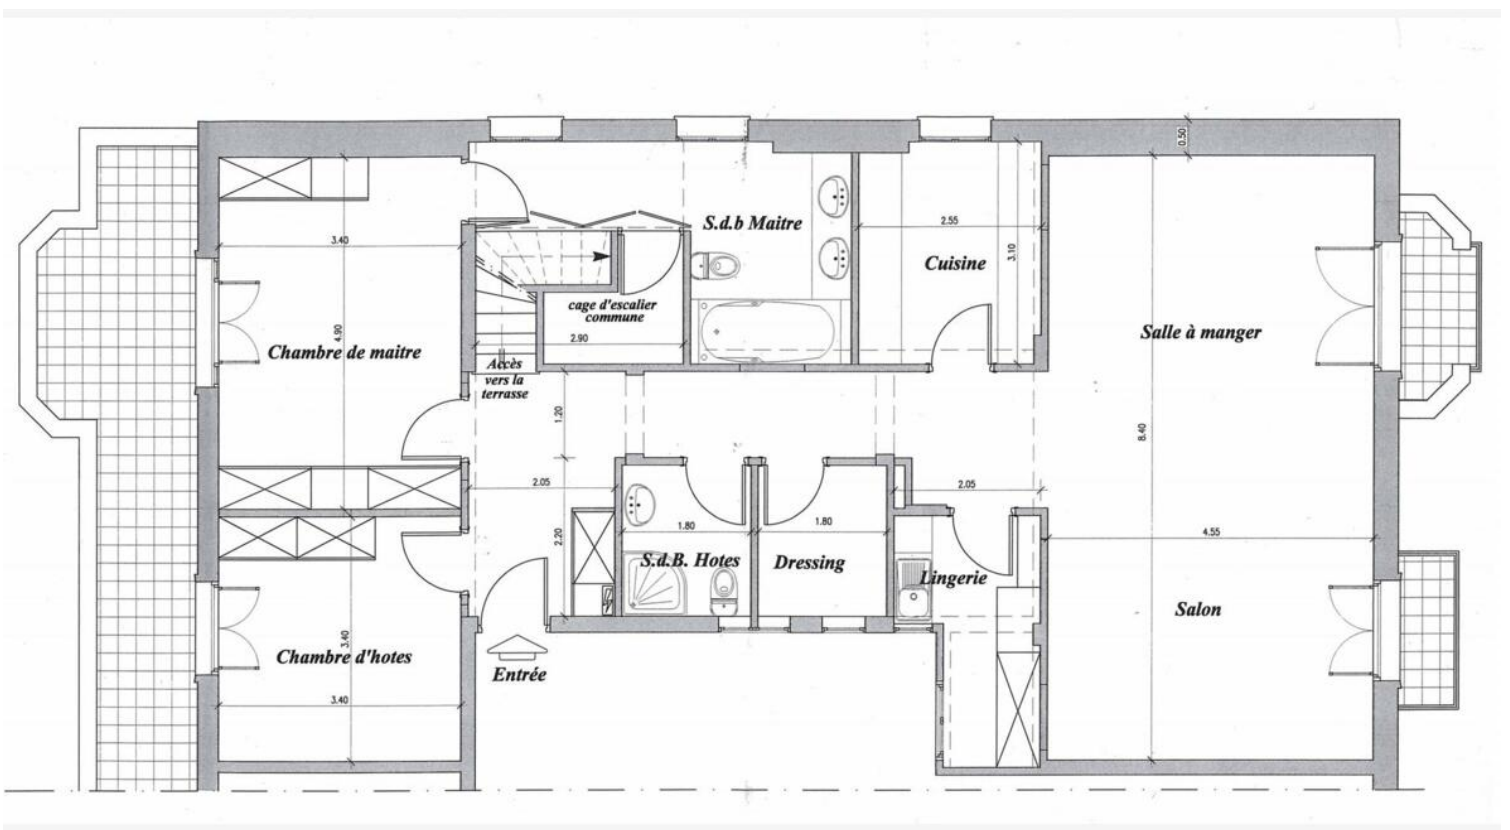 0.50
S.d.b Maitre
2.55
3.40
3.10
Cuisine
cage d'escalier
commune
4.90
2.90
Salle à manger
Chambre de maitre
Accès
vers la
terrasse
1.20
8.40
2.05
2.05
1.80
1.80
2.20
4.55
S.d.B. Hotes
Dressing
Lingerie
Salon
3.40
Chambre d'hotes
Entrée
3.40